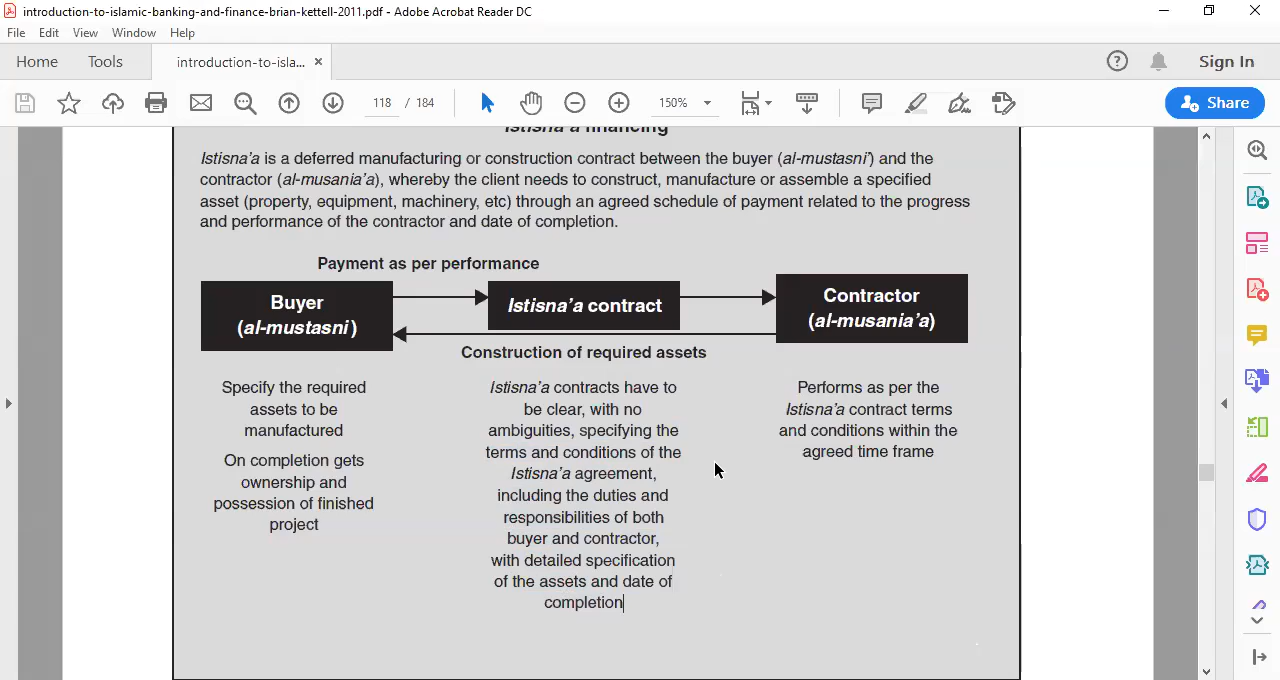 introduction-to-islamic-banking-and-finance-brian-kettell-2011.pdf - Adobe Acrobat Reader DC
File Edit View Window Help
Home Tools introduction-to-isla... × Sign In
118 / 184 150% Share
Istisna'a financing
Istisna'a is a deferred manufacturing or construction contract between the buyer (al-mustasni') and the
contractor (al-musania'a), whereby the client needs to construct, manufacture or assemble a specified
asset (property, equipment, machinery, etc) through an agreed schedule of payment related to the progress
and performance of the contractor and date of completion.
Payment as per performance
Buyer
(al-mustasni)
Istisna'a contract
Contractor
(al-musania'a)
Construction of required assets
Specify the required
assets to be
manufactured
On completion gets
ownership and
possession of finished
project
Istisna'a contracts have to
be clear, with no
ambiguities, specifying the
terms and conditions of the
Istisna'a agreement,
including the duties and
responsibilities of both
buyer and contractor,
with detailed specification
of the assets and date of
completion
Performs as per the
Istisna'a contract terms
and conditions within the
agreed time frame